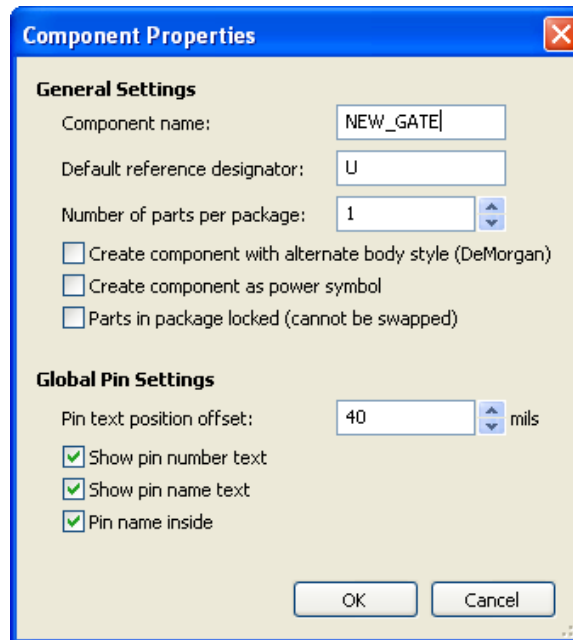 Component Properties
General Settings
Component name: NEW_GATE
Default reference designator: U
Number of parts per package: 1
Create component with alternate body style (DeMorgan)
Create component as power symbol
Parts in package locked (cannot be swapped)
Global Pin Settings
Pin text position offset: 40 mils
Show pin number text
Show pin name text
Pin name inside
OK Cancel